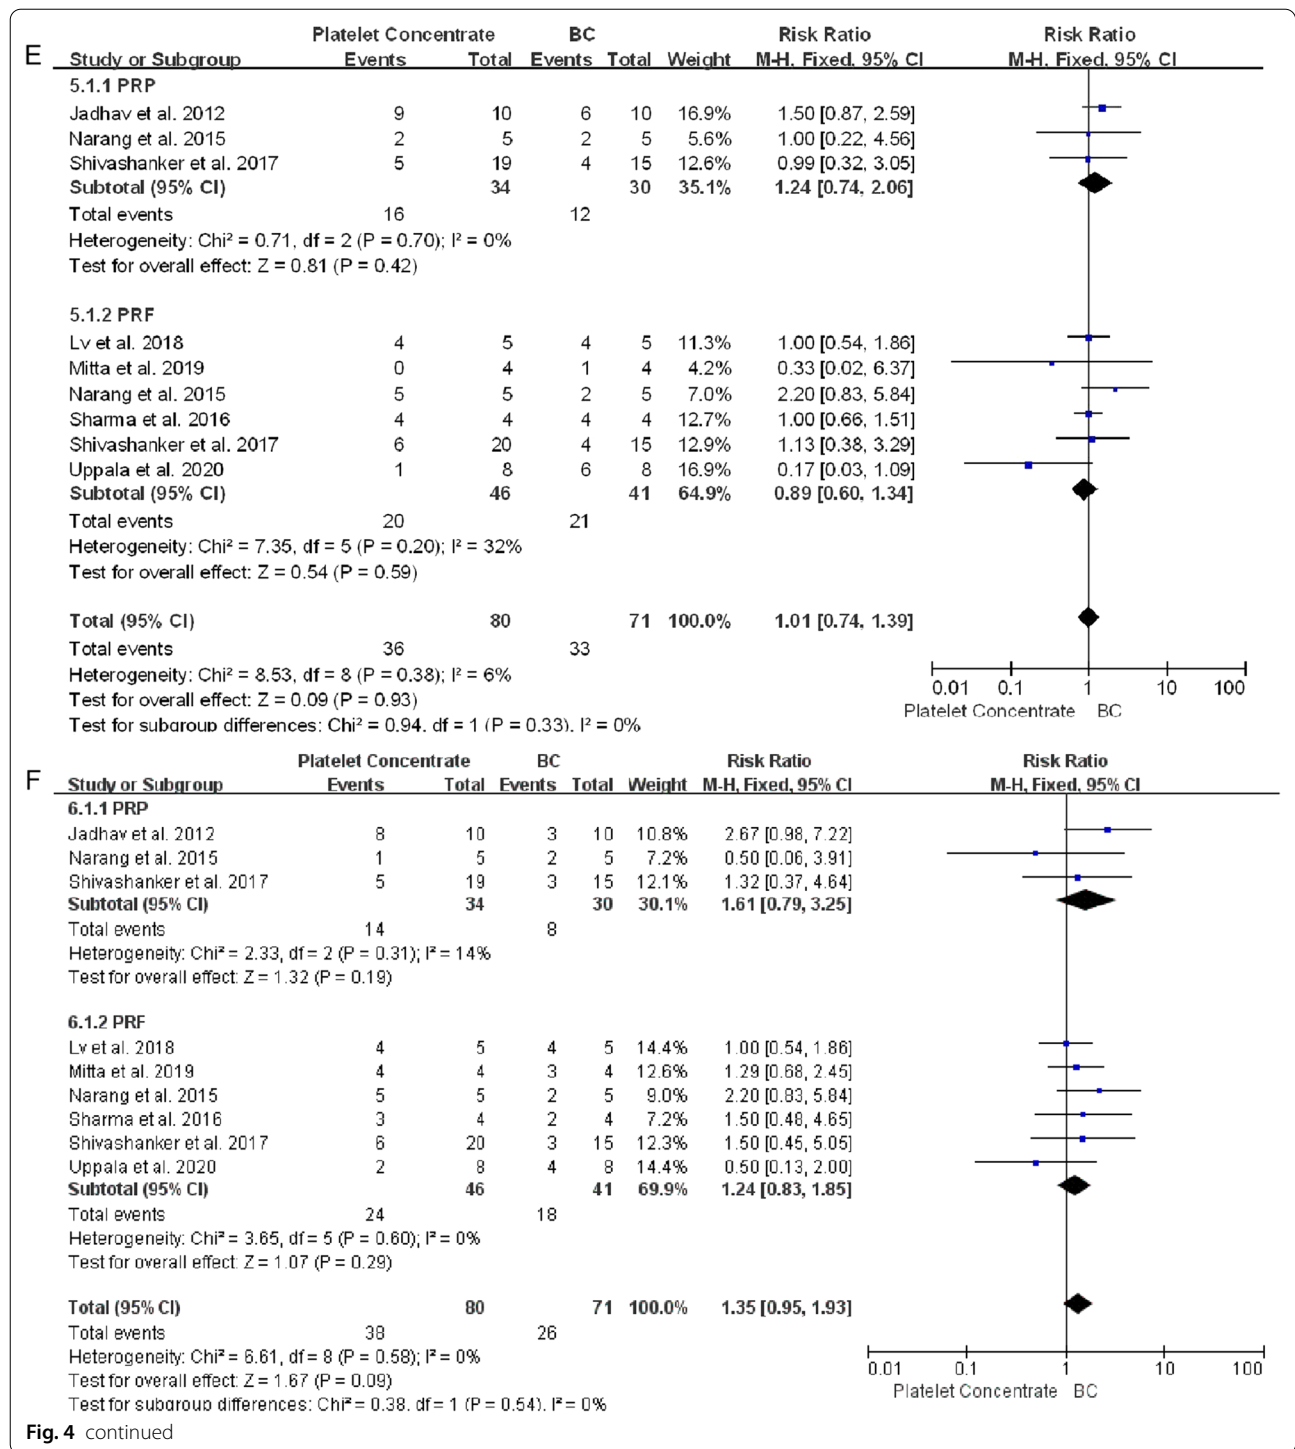 Platelet Concentrate BC Risk Ratio Risk Ratio
E Study or Subgroup Events Total Events Total Weight M-H, Fixed, 95% CI M-H, Fixed, 95% CI
5.1.1 PRP
Jadhav et al. 2012 9 10 6 10 16.9% 1.50 [0.87, 2.59]
Narang et al. 2015 2 5 2 5 5.6% 1.00 [0.22, 4.56]
Shivashanker et al. 2017 5 19 4 15 12.6% 0.99 [0.32, 3.05]
Subtotal (95% CI) 34 30 35.1% 1.24 [0.74, 2.06]
Total events 16 12
Heterogeneity: Chi² = 0.71, df = 2 (P = 0.70); I² = 0%
Test for overall effect: Z = 0.81 (P = 0.42)
5.1.2 PRF
Lv et al. 2018 4 5 4 5 11.3% 1.00 [0.54, 1.86]
Mitta et al. 2019 0 4 1 4 4.2% 0.33 [0.02, 6.37]
Narang et al. 2015 5 5 2 5 7.0% 2.20 [0.83, 5.84]
Sharma et al. 2016 4 4 4 4 12.7% 1.00 [0.66, 1.51]
Shivashanker et al. 2017 6 20 4 15 12.9% 1.13 [0.38, 3.29]
Uppala et al. 2020 1 8 6 8 16.9% 0.17 [0.03, 1.09]
Subtotal (95% CI) 46 41 64.9% 0.89 [0.60, 1.34]
Total events 20 21
Heterogeneity: Chi² = 7.35, df = 5 (P = 0.20); I² = 32%
Test for overall effect: Z = 0.54 (P = 0.59)
Total (95% CI) 80 71 100.0% 1.01 [0.74, 1.39]
Total events 36 33
Heterogeneity: Chi² = 8.53, df = 8 (P = 0.38); I² = 6%
Test for overall effect: Z = 0.09 (P = 0.93)
Test for subgroup differences: Chi² = 0.94, df = 1 (P = 0.33), I² = 0%
0.01 0.1 1 10 100
Platelet Concentrate BC
Platelet Concentrate BC Risk Ratio Risk Ratio
F Study or Subgroup Events Total Events Total Weight M-H, Fixed, 95% CI M-H, Fixed, 95% CI
6.1.1 PRP
Jadhav et al. 2012 8 10 3 10 10.8% 2.67 [0.98, 7.22]
Narang et al. 2015 1 5 2 5 7.2% 0.50 [0.06, 3.91]
Shivashanker et al. 2017 5 19 3 15 12.1% 1.32 [0.37, 4.64]
Subtotal (95% CI) 34 30 30.1% 1.61 [0.79, 3.25]
Total events 14 8
Heterogeneity: Chi² = 2.33, df = 2 (P = 0.31); I² = 14%
Test for overall effect: Z = 1.32 (P = 0.19)
6.1.2 PRF
Lv et al. 2018 4 5 4 5 14.4% 1.00 [0.54, 1.86]
Mitta et al. 2019 4 4 3 4 12.6% 1.29 [0.68, 2.45]
Narang et al. 2015 5 5 2 5 9.0% 2.20 [0.83, 5.84]
Sharma et al. 2016 3 4 2 4 7.2% 1.50 [0.48, 4.65]
Shivashanker et al. 2017 6 20 3 15 12.3% 1.50 [0.45, 5.05]
Uppala et al. 2020 2 8 4 8 14.4% 0.50 [0.13, 2.00]
Subtotal (95% CI) 46 41 69.9% 1.24 [0.83, 1.85]
Total events 24 18
Heterogeneity: Chi² = 3.65, df = 5 (P = 0.60); I² = 0%
Test for overall effect: Z = 1.07 (P = 0.29)
Total (95% CI) 80 71 100.0% 1.35 [0.95, 1.93]
Total events 38 26
Heterogeneity: Chi² = 6.61, df = 8 (P = 0.58); I² = 0%
Test for overall effect: Z = 1.67 (P = 0.09)
Test for subgroup differences: Chi² = 0.38, df = 1 (P = 0.54), I² = 0%
0.01 0.1 1 10 100
Platelet Concentrate BC
Fig. 4 continued